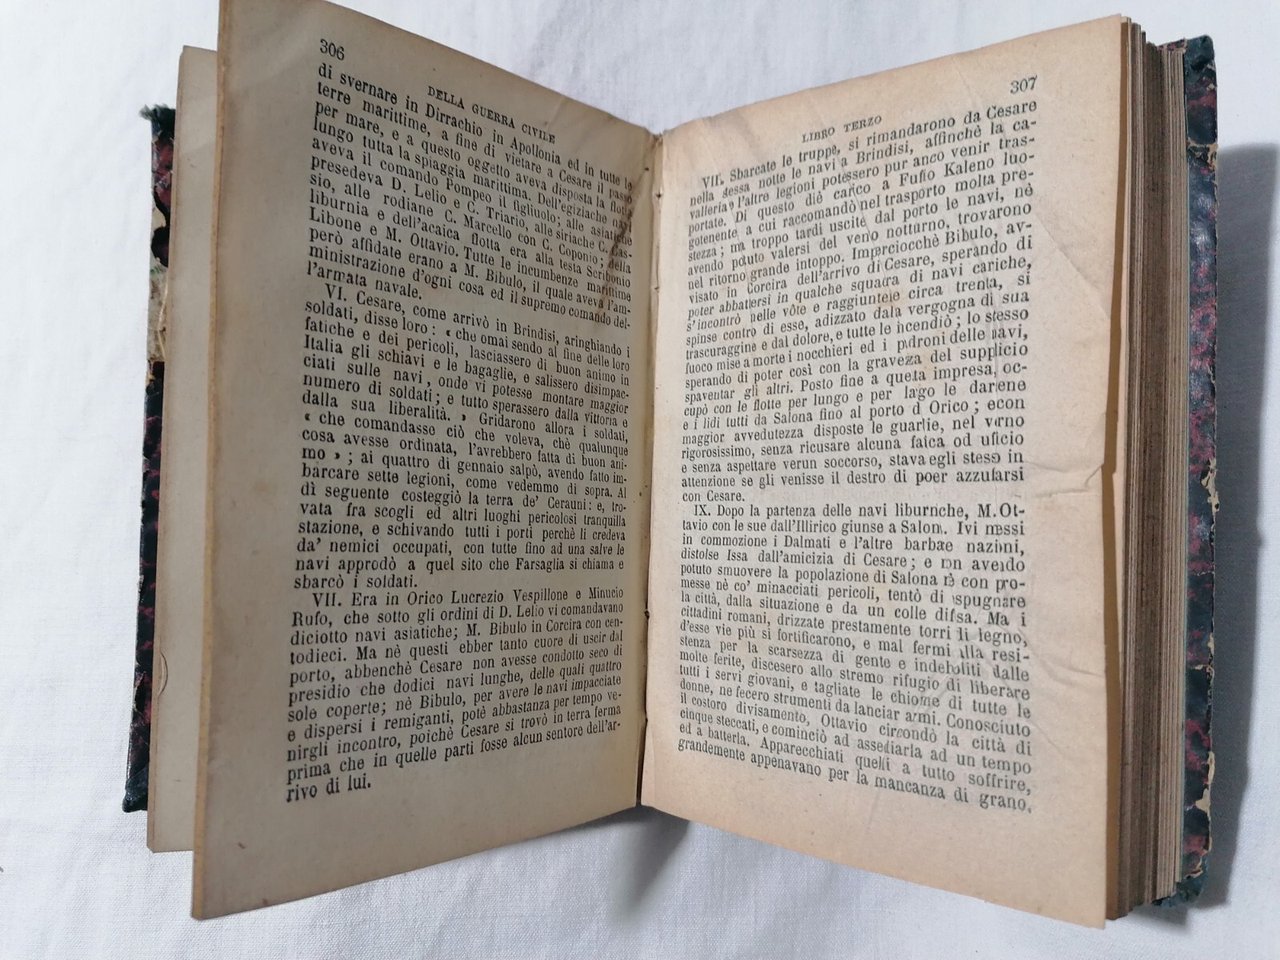 306
DELLA GUERRA CIVILE
di svernare in Dirrachio in Apollonia ed in tutte le
terre marittime, a fine di vietare a Cesare il passo
per mare, e a questo oggetto aveva disposta la flotta
lungo tutta la spiaggia marittima. Dell'egiziache navi
aveva il comando Pompeo il figliuolo; alle asiatiche
presedeva D. Lelio e C. Triario, alle siriache C. Cas-
sio, alle rodiane C. Marcello con C. Coponio; della
liburnia e dell'acaica flotta era alla testa Scribonio
Libone e M. Ottavio. Tutte le incumbenze marittime
però affidate erano a M. Bibulo, il quale aveva l'am-
ministrazione d'ogni cosa ed il supremo comando del-
l'armata navale.
VI. Cesare, come arrivò in Brindisi, aringhiando i
soldati, disse loro: « che omai sendo al fine delle loro
fatiche e dei pericoli, lasciassero di buon animo in
Italia gli schiavi e le bagaglie, e salissero disimpac-
ciati sulle navi, onde vi potesse montare maggior
numero di soldati; e tutto sperassero dalla vittoria e
dalla sua liberalità. » Gridarono allora i soldati,
« che comandasse ciò che voleva, chè qualunque
cosa avesse ordinata, l'avrebbero fatta di buon ani-
mo »; ai quattro di gennaio salpò, avendo fatto im-
barcare sette legioni, come vedemmo di sopra. Al
dì seguente costeggiò la terra de' Cerauni: e, tro-
vata fra scogli ed altri luoghi pericolosi tranquilla
stazione, e schivando tutti i porti perchè li credeva
da' nemici occupati, con tutte fino ad una salve le
navi approdò a quel sito che Farsaglia si chiama e
sbarcò i soldati.
VII. Era in Orico Lucrezio Vespillone e Minucio
Rufo, che sotto gli ordini di D. Lelio vi comandavano
diciotto navi asiatiche; M. Bibulo in Corcira con cen-
todieci. Ma nè questi ebber tanto cuore di uscir dal
porto, abbenchè Cesare non avesse condotto seco di
presidio che dodici navi lunghe, delle quali quattro
sole coperte; nè Bibulo, per avere le navi impacciate
e dispersi i remiganti, potè abbastanza per tempo ve-
nirgli incontro, poichè Cesare si trovò in terra ferma
prima che in quelle parti fosse alcun sentore dell'ar-
rivo di lui.
307
LIBRO TERZO
VII. Sbarcate le truppe, si rimandarono da Cesare
nella stessa notte le navi a Brindisi, affinchè la ca-
valleria e l'altre legioni potessero pur anco venir tras-
portate. Di questo diè carico a Fufio Kaleno luo-
gotenente, a cui raccomandò nel trasporto molta pre-
stezza; ma troppo tardi uscite dal porto le navi, nè
avendo potuto valersi del vento notturno, trovarono
nel ritorno grande intoppo. Imperciocchè Bibulo, av-
visato in Corcira dell'arrivo di Cesare, sperando di
poter abbattersi in qualche squadra di navi cariche,
s'incontrò nelle vôte e raggiuntele circa trenta, si
spinse contro di esse, adizzato dalla vergogna di sua
trascuraggine e dal dolore, e tutte le incendiò; lo stesso
fuoco mise a morte i nocchieri ed i padroni delle navi,
sperando di poter così con la gravezza del supplicio
spaventar gli altri. Posto fine a questa impresa, oc-
cupò con le flotte per lungo e per largo le marine
e i lidi tutti da Salona fino al porto d'Orico; e con
maggior avvedutezza disposte le guardie, nel verno
rigorosissimo, senza ricusare alcuna fatica od uficio
e senza aspettare verun soccorso, stava egli stesso in
attenzione se gli venisse il destro di poter azzuffarsi
con Cesare.
IX. Dopo la partenza delle navi liburniche, M. Ot-
tavio con le sue dall'Illirico giunse a Salona. Ivi messi
in commozione i Dalmati e l'altre barbare nazioni,
distolse Issa dall'amicizia di Cesare; e non avendo
potuto smuovere la popolazione di Salona nè con pro-
messe nè co' minacciati pericoli, tentò di espugnare
la città, dalla situazione e da un colle difesa. Ma i
cittadini romani, drizzate prestamente torri di legno,
d'esse vie più si fortificarono, e mal fermi alla resi-
stenza per la scarsezza di gente e indeboliti dalle
molte ferite, discesero allo stremo rifugio di liberare
tutti i servi giovani, e tagliate le chiome di tutte le
donne, ne fecero strumenti da lanciar armi. Conosciuto
il costoro divisamento, Ottavio circondò la città di
cinque steccati, e cominciò ad assediarla ad un tempo
ed a batterla. Apparecchiati quelli a tutto soffrire,
grandemente appenavano per la mancanza di grano,